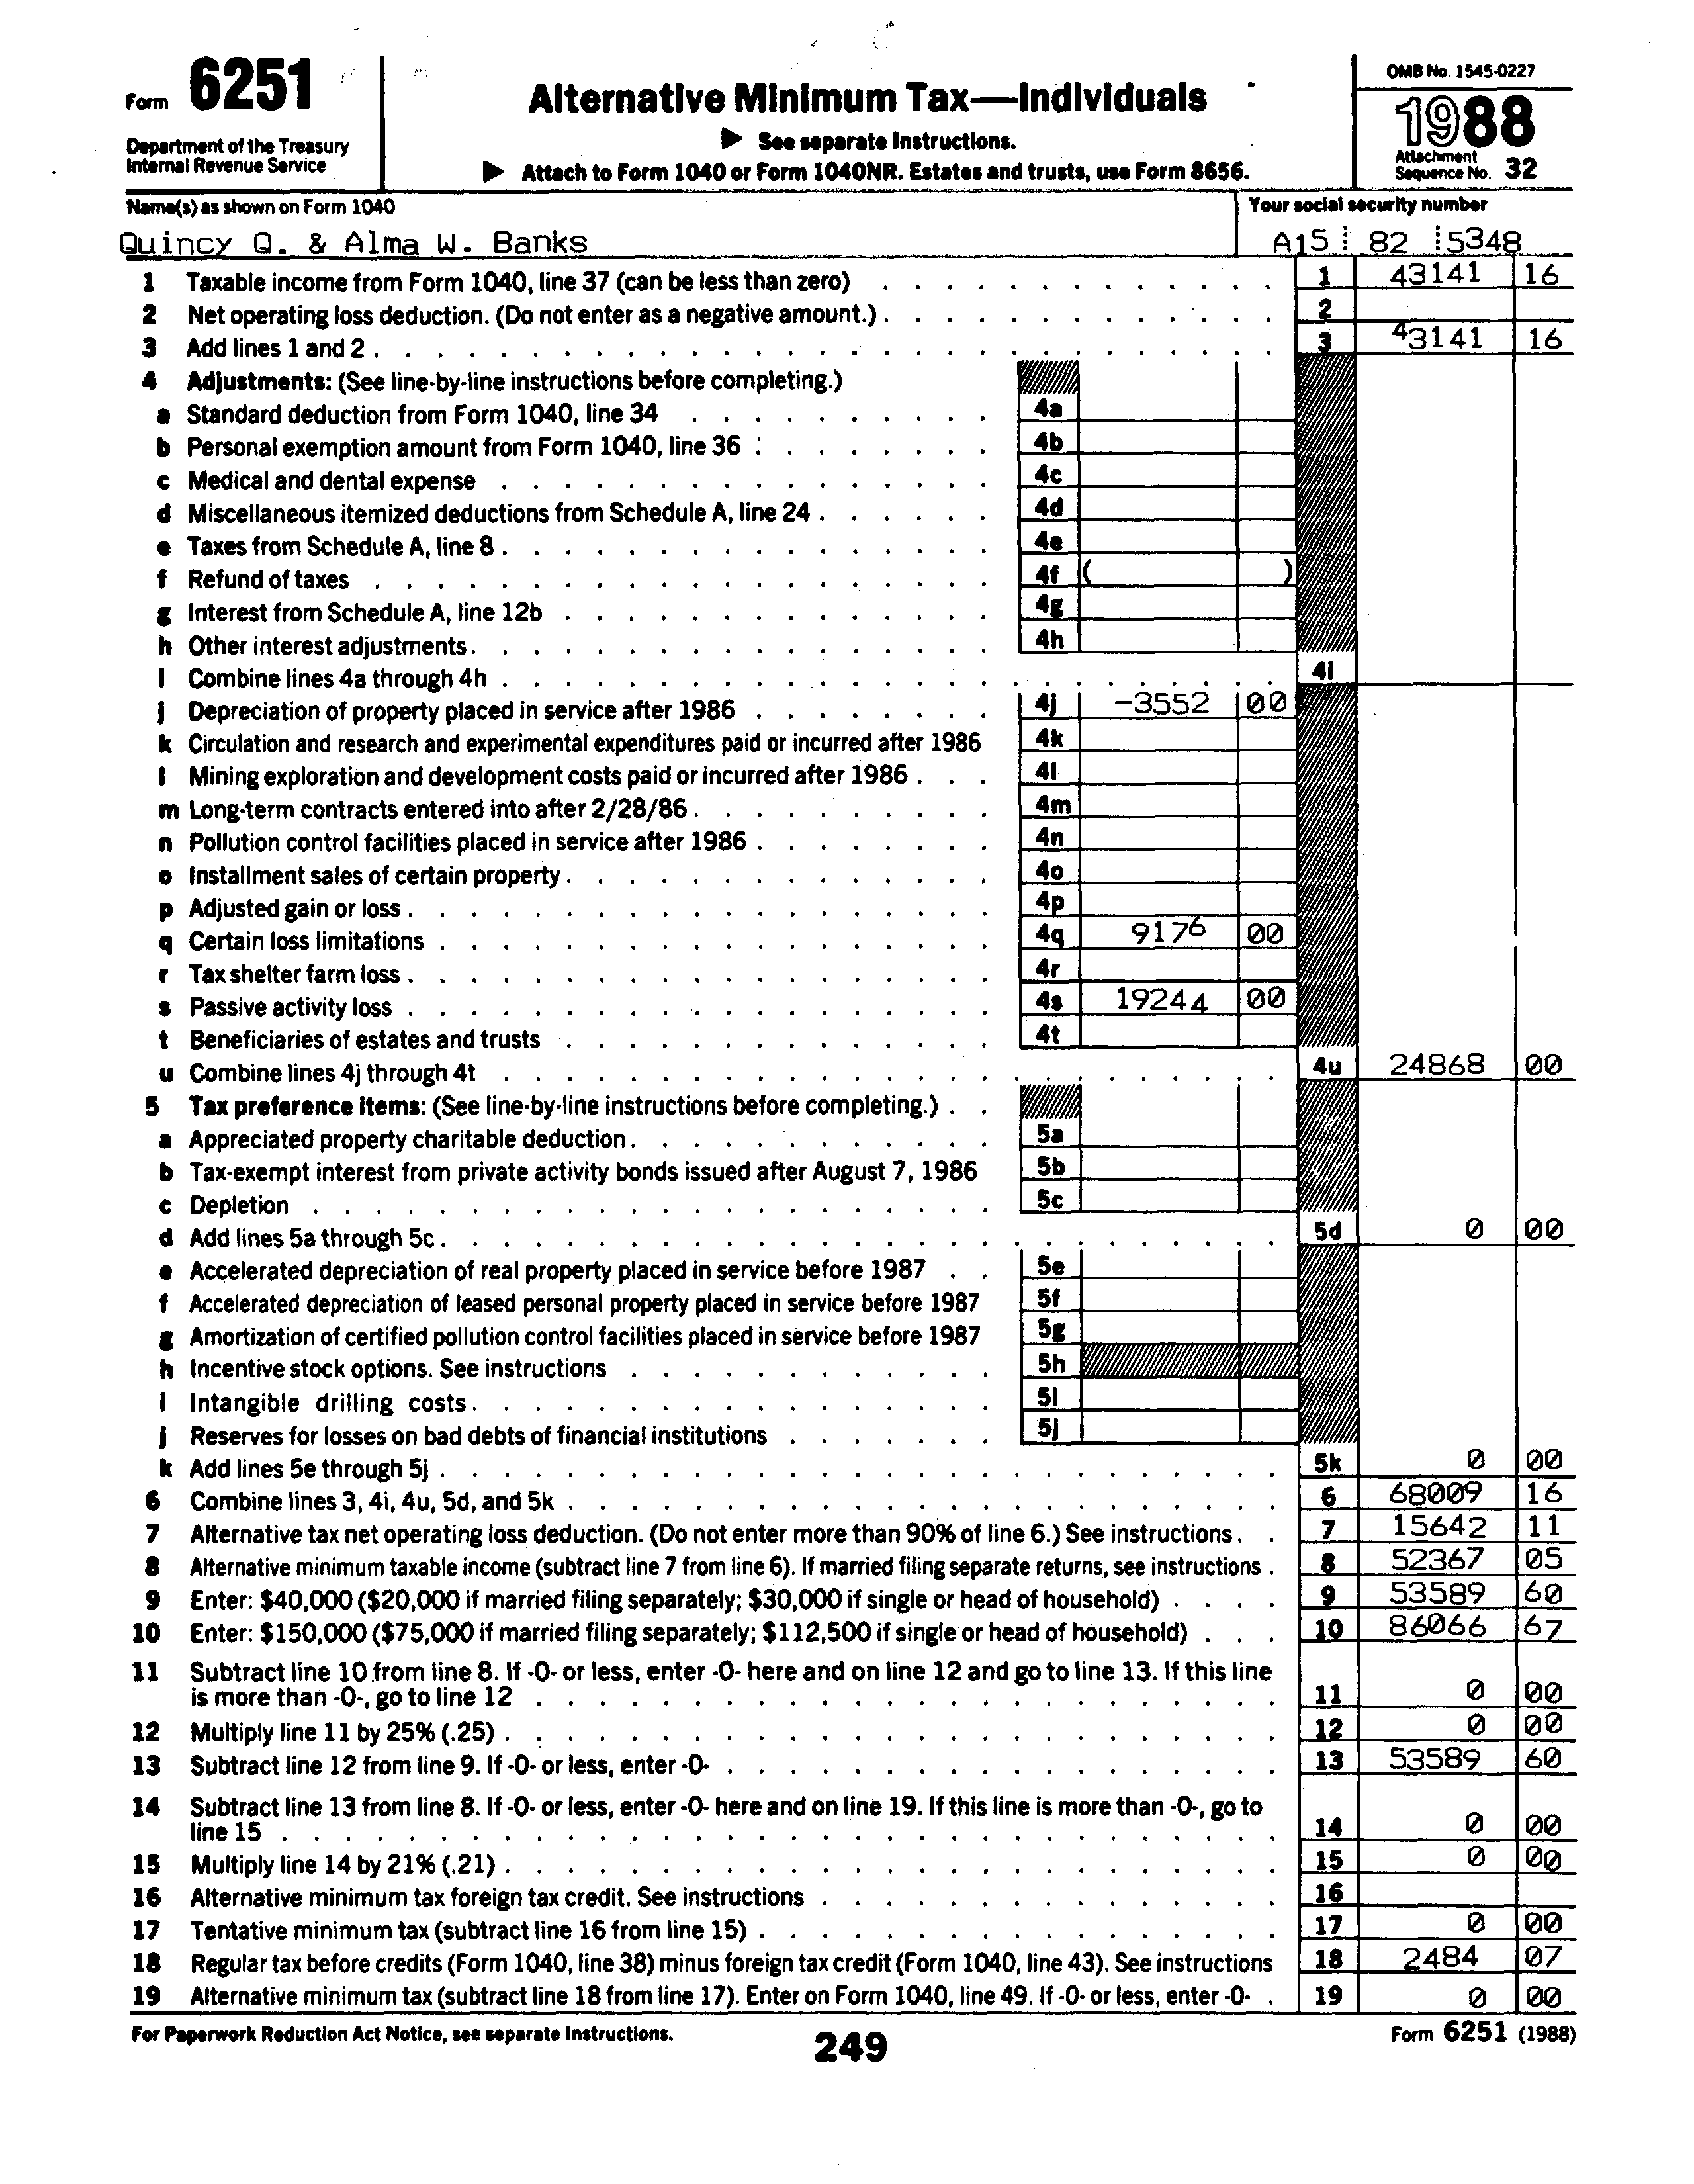 Form 6251
Department of the Treasury
Internal Revenue Service
Alternative Minimum Tax—Individuals
▶ See separate Instructions.
▶ Attach to Form 1040 or Form 1040NR. Estates and trusts, use Form 8656.
OMB No. 1545-0227
1988
Attachment
Sequence No. 32
Name(s) as shown on Form 1040
Your social security number
Quincy Q. & Alma W. Banks A15 82 5348
1 Taxable income from Form 1040, line 37 (can be less than zero) 1 43141 16
2 Net operating loss deduction. (Do not enter as a negative amount.) 2
3 Add lines 1 and 2 3 43141 16
4 Adjustments: (See line-by-line instructions before completing.)
a Standard deduction from Form 1040, line 34 4a
b Personal exemption amount from Form 1040, line 36 4b
c Medical and dental expense 4c
d Miscellaneous itemized deductions from Schedule A, line 24 4d
e Taxes from Schedule A, line 8 4e
f Refund of taxes 4f ( )
g Interest from Schedule A, line 12b 4g
h Other interest adjustments 4h
i Combine lines 4a through 4h 4i
j Depreciation of property placed in service after 1986 4j -3552 00
k Circulation and research and experimental expenditures paid or incurred after 1986 4k
l Mining exploration and development costs paid or incurred after 1986 4l
m Long-term contracts entered into after 2/28/86 4m
n Pollution control facilities placed in service after 1986 4n
o Installment sales of certain property 4o
p Adjusted gain or loss 4p
q Certain loss limitations 4q 9176 00
r Tax shelter farm loss 4r
s Passive activity loss 4s 19244 00
t Beneficiaries of estates and trusts 4t
u Combine lines 4j through 4t 4u 24868 00
5 Tax preference items: (See line-by-line instructions before completing.)
a Appreciated property charitable deduction 5a
b Tax-exempt interest from private activity bonds issued after August 7, 1986 5b
c Depletion 5c
d Add lines 5a through 5c 5d 0 00
e Accelerated depreciation of real property placed in service before 1987 5e
f Accelerated depreciation of leased personal property placed in service before 1987 5f
g Amortization of certified pollution control facilities placed in service before 1987 5g
h Incentive stock options. See instructions 5h
i Intangible drilling costs 5i
j Reserves for losses on bad debts of financial institutions 5j
k Add lines 5e through 5j 5k 0 00
6 Combine lines 3, 4i, 4u, 5d, and 5k 6 68009 16
7 Alternative tax net operating loss deduction. (Do not enter more than 90% of line 6.) See instructions 7 15642 11
8 Alternative minimum taxable income (subtract line 7 from line 6). If married filing separate returns, see instructions 8 52367 05
9 Enter: $40,000 ($20,000 if married filing separately; $30,000 if single or head of household) 9 53589 60
10 Enter: $150,000 ($75,000 if married filing separately; $112,500 if single or head of household) 10 86066 67
11 Subtract line 10 from line 8. If -0- or less, enter -0- here and on line 12 and go to line 13. If this line
is more than -0-, go to line 12 11 0 00
12 Multiply line 11 by 25% (.25) 12 0 00
13 Subtract line 12 from line 9. If -0- or less, enter -0- 13 53589 60
14 Subtract line 13 from line 8. If -0- or less, enter -0- here and on line 19. If this line is more than -0-, go to
line 15 14 0 00
15 Multiply line 14 by 21% (.21) 15 0 00
16 Alternative minimum tax foreign tax credit. See instructions 16
17 Tentative minimum tax (subtract line 16 from line 15) 17 0 00
18 Regular tax before credits (Form 1040, line 38) minus foreign tax credit (Form 1040, line 43). See instructions 18 2484 07
19 Alternative minimum tax (subtract line 18 from line 17). Enter on Form 1040, line 49. If -0- or less, enter -0- 19 0 00
For Paperwork Reduction Act Notice, see separate Instructions.
249
Form 6251 (1988)